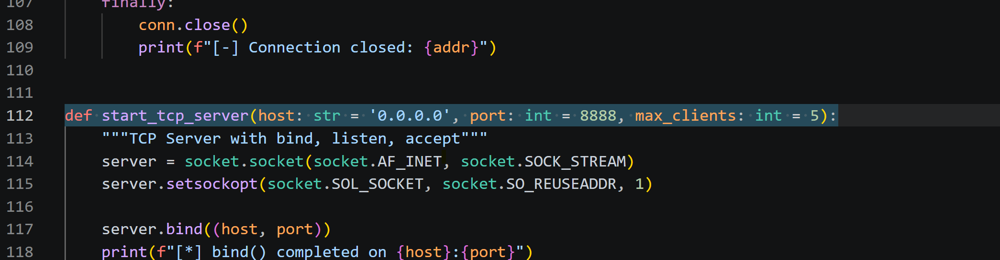 107 finally:
108 conn.close()
109 print(f"[-] Connection closed: {addr}")
110
111
112 def start_tcp_server(host: str = '0.0.0.0', port: int = 8888, max_clients: int = 5):
113 """TCP Server with bind, listen, accept"""
114 server = socket.socket(socket.AF_INET, socket.SOCK_STREAM)
115 server.setsockopt(socket.SOL_SOCKET, socket.SO_REUSEADDR, 1)
116
117 server.bind((host, port))
118 print(f"[*] bind() completed on {host}:{port}")